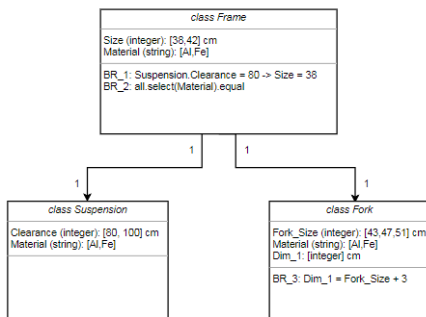 class Frame
Size (integer): [38,42] cm
Material (string): [Al,Fe]
BR_1: Suspension.Clearance = 80 -> Size = 38
BR_2: all.select(Material).equal
1
1
1
1
class Suspension
Clearance (integer): [80, 100] cm
Material (string): [Al,Fe]
class Fork
Fork_Size (integer): [43,47,51] cm
Material (string): [Al,Fe]
Dim_1: [integer] cm
BR_3: Dim_1 = Fork_Size + 3